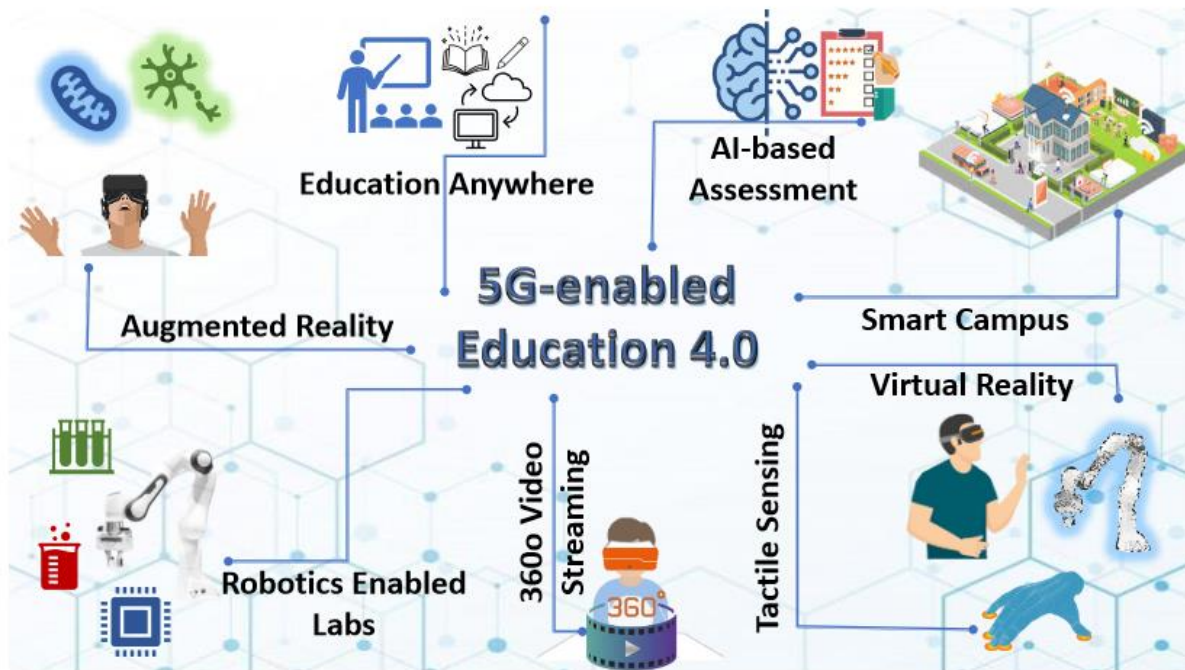 Education Anywhere
AI-based
Assessment
5G-enabled
Education 4.0
Augmented Reality
Smart Campus
Virtual Reality
Robotics Enabled
Labs
360o Video
Streaming
360°
Tactile Sensing